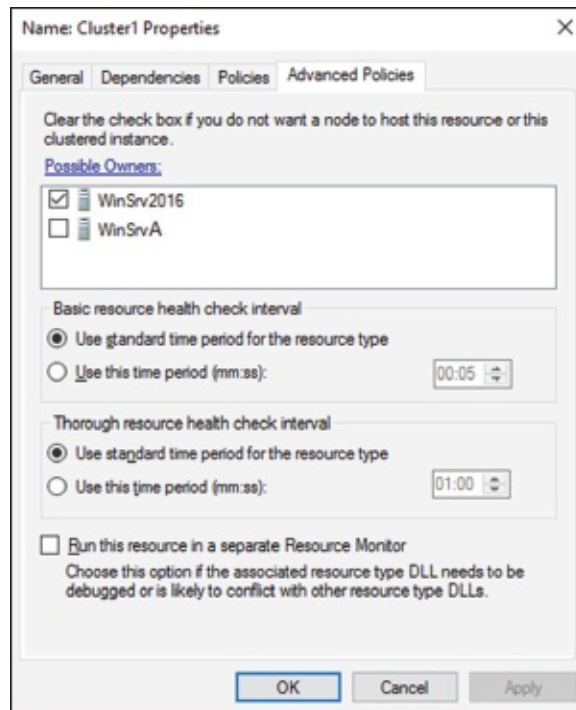 Name: Cluster1 Properties
General Dependencies Policies Advanced Policies
Clear the check box if you do not want a node to host this resource or this
clustered instance.
Possible Owners:
WinSrv2016
WinSrvA
Basic resource health check interval
Use standard time period for the resource type
Use this time period (mm:ss): 00:05
Thorough resource health check interval
Use standard time period for the resource type
Use this time period (mm:ss): 01:00
Run this resource in a separate Resource Monitor
Choose this option if the associated resource type DLL needs to be
debugged or is likely to conflict with other resource type DLLs.
OK Cancel Apply